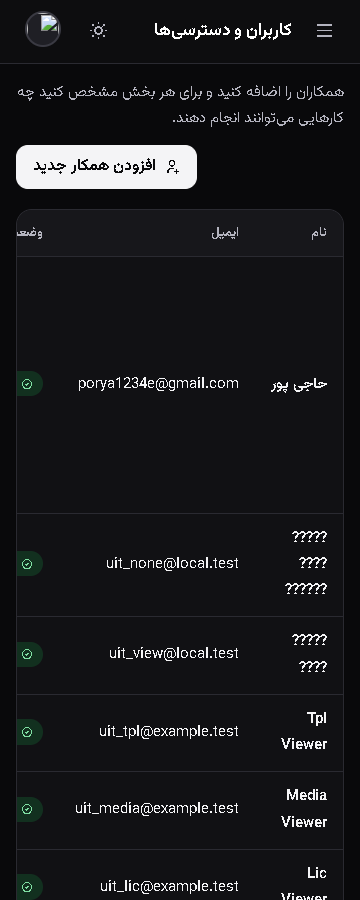 کاربران و دسترسی‌ها
همکاران را اضافه کنید و برای هر بخش مشخص کنید چه
کارهایی می‌توانند انجام دهند.
افزودن همکار جدید
نام ایمیل
حاجی پور porya1234e@gmail.com
?????
????
??????
uit_none@local.test
?????
????
uit_view@local.test
Tpl
Viewer
uit_tpl@example.test
Media
Viewer
uit_media@example.test
Lic
Viewer
uit_lic@example.test